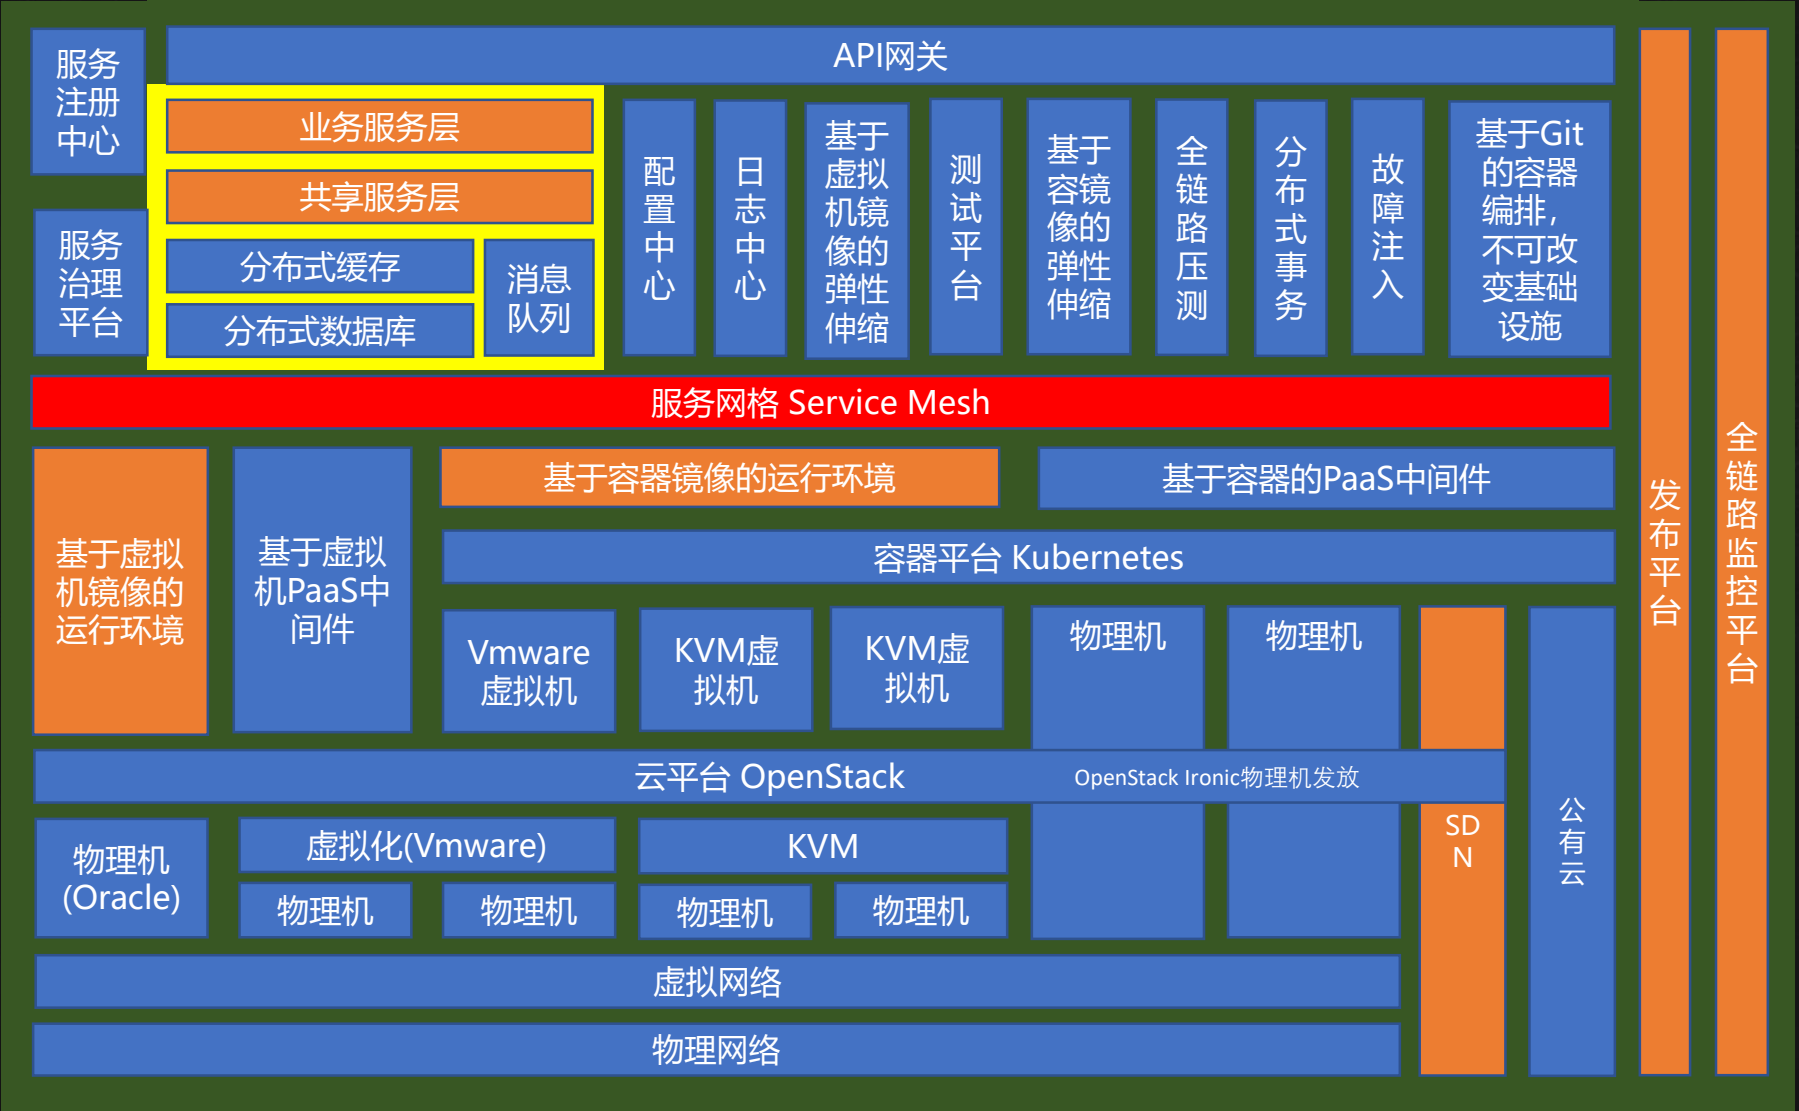 服务
注册
中心
API网关
业务服务层
共享服务层
服务
治理
平台
分布式缓存
分布式数据库
消息
队列
配
置
中
心
日
志
中
心
基于
虚拟
机镜
像的
弹性
伸缩
测
试
平
台
基于
容镜
像的
弹性
伸缩
全
链
路
压
测
分
布
式
事
务
故
障
注
入
基于Git
的容器
编排，
不可改
变基础
设施
服务网格 Service Mesh
基于虚拟
机镜像的
运行环境
基于虚拟
机PaaS中
间件
基于容器镜像的运行环境
基于容器的PaaS中间件
容器平台 Kubernetes
Vmware
虚拟机
KVM虚
拟机
KVM虚
拟机
物理机
物理机
云平台 OpenStack
OpenStack Ironic物理机发放
物理机
(Oracle)
虚拟化(Vmware)
KVM
物理机
物理机
物理机
物理机
SD
N
公
有
云
虚拟网络
物理网络
发
布
平
台
全
链
路
监
控
平
台